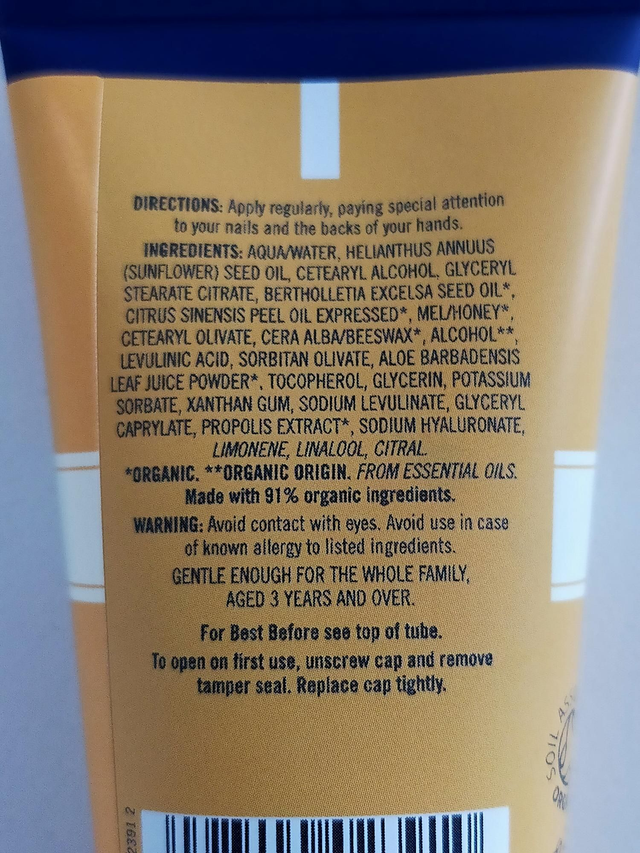 DIRECTIONS: Apply regularly, paying special attention
to your nails and the backs of your hands.
INGREDIENTS: AQUA/WATER, HELIANTHUS ANNUUS
(SUNFLOWER) SEED OIL, CETEARYL ALCOHOL, GLYCERYL
STEARATE CITRATE, BERTHOLLETIA EXCELSA SEED OIL*,
CITRUS SINENSIS PEEL OIL EXPRESSED*, MEL/HONEY*,
CETEARYL OLIVATE, CERA ALBA/BEESWAX*, ALCOHOL**,
LEVULINIC ACID, SORBITAN OLIVATE, ALOE BARBADENSIS
LEAF JUICE POWDER*, TOCOPHEROL, GLYCERIN, POTASSIUM
SORBATE, XANTHAN GUM, SODIUM LEVULINATE, GLYCERYL
CAPRYLATE, PROPOLIS EXTRACT*, SODIUM HYALURONATE,
LIMONENE, LINALOOL, CITRAL.
*ORGANIC. **ORGANIC ORIGIN. FROM ESSENTIAL OILS.
Made with 91% organic ingredients.
WARNING: Avoid contact with eyes. Avoid use in case
of known allergy to listed ingredients.
GENTLE ENOUGH FOR THE WHOLE FAMILY,
AGED 3 YEARS AND OVER.
For Best Before see top of tube.
To open on first use, unscrew cap and remove
tamper seal. Replace cap tightly.
SOIL
2391 2